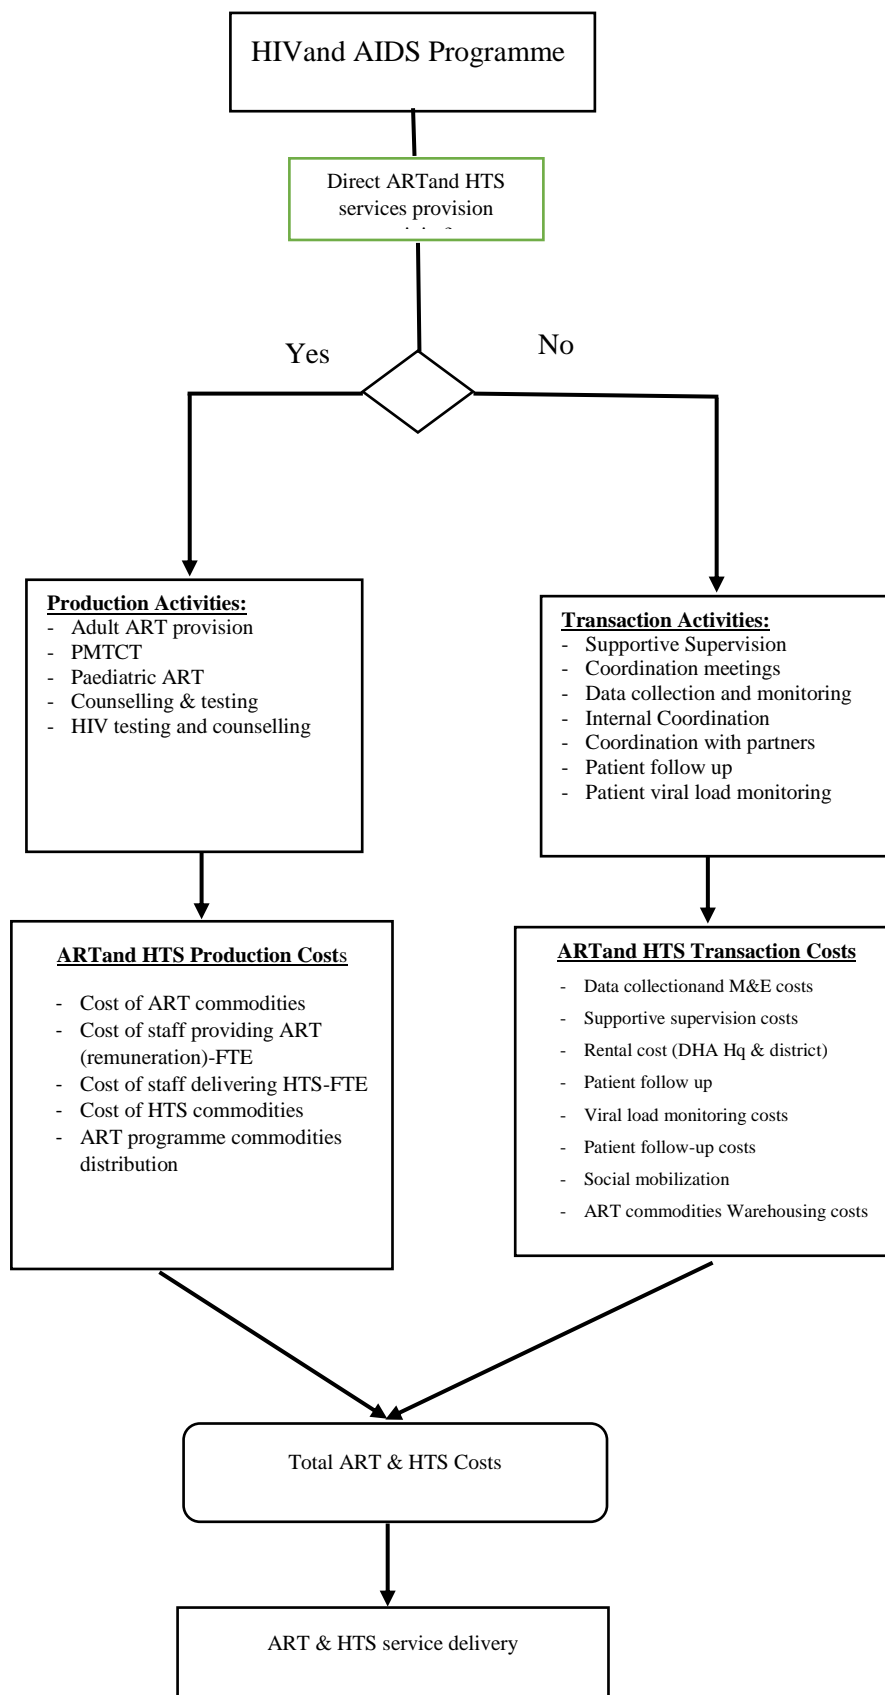 HIVand AIDS Programme
Direct ARTand HTS
services provision
Yes
No
Production Activities:
- Adult ART provision
- PMTCT
- Paediatric ART
- Counselling & testing
- HIV testing and counselling
Transaction Activities:
- Supportive Supervision
- Coordination meetings
- Data collection and monitoring
- Internal Coordination
- Coordination with partners
- Patient follow up
- Patient viral load monitoring
ARTand HTS Production Costs
- Cost of ART commodities
- Cost of staff providing ART
(remuneration)-FTE
- Cost of staff delivering HTS-FTE
- Cost of HTS commodities
- ART programme commodities
distribution
ARTand HTS Transaction Costs
- Data collectionand M&E costs
- Supportive supervision costs
- Rental cost (DHA Hq & district)
- Patient follow up
- Viral load monitoring costs
- Patient follow-up costs
- Social mobilization
- ART commodities Warehousing costs
Total ART & HTS Costs
ART & HTS service delivery